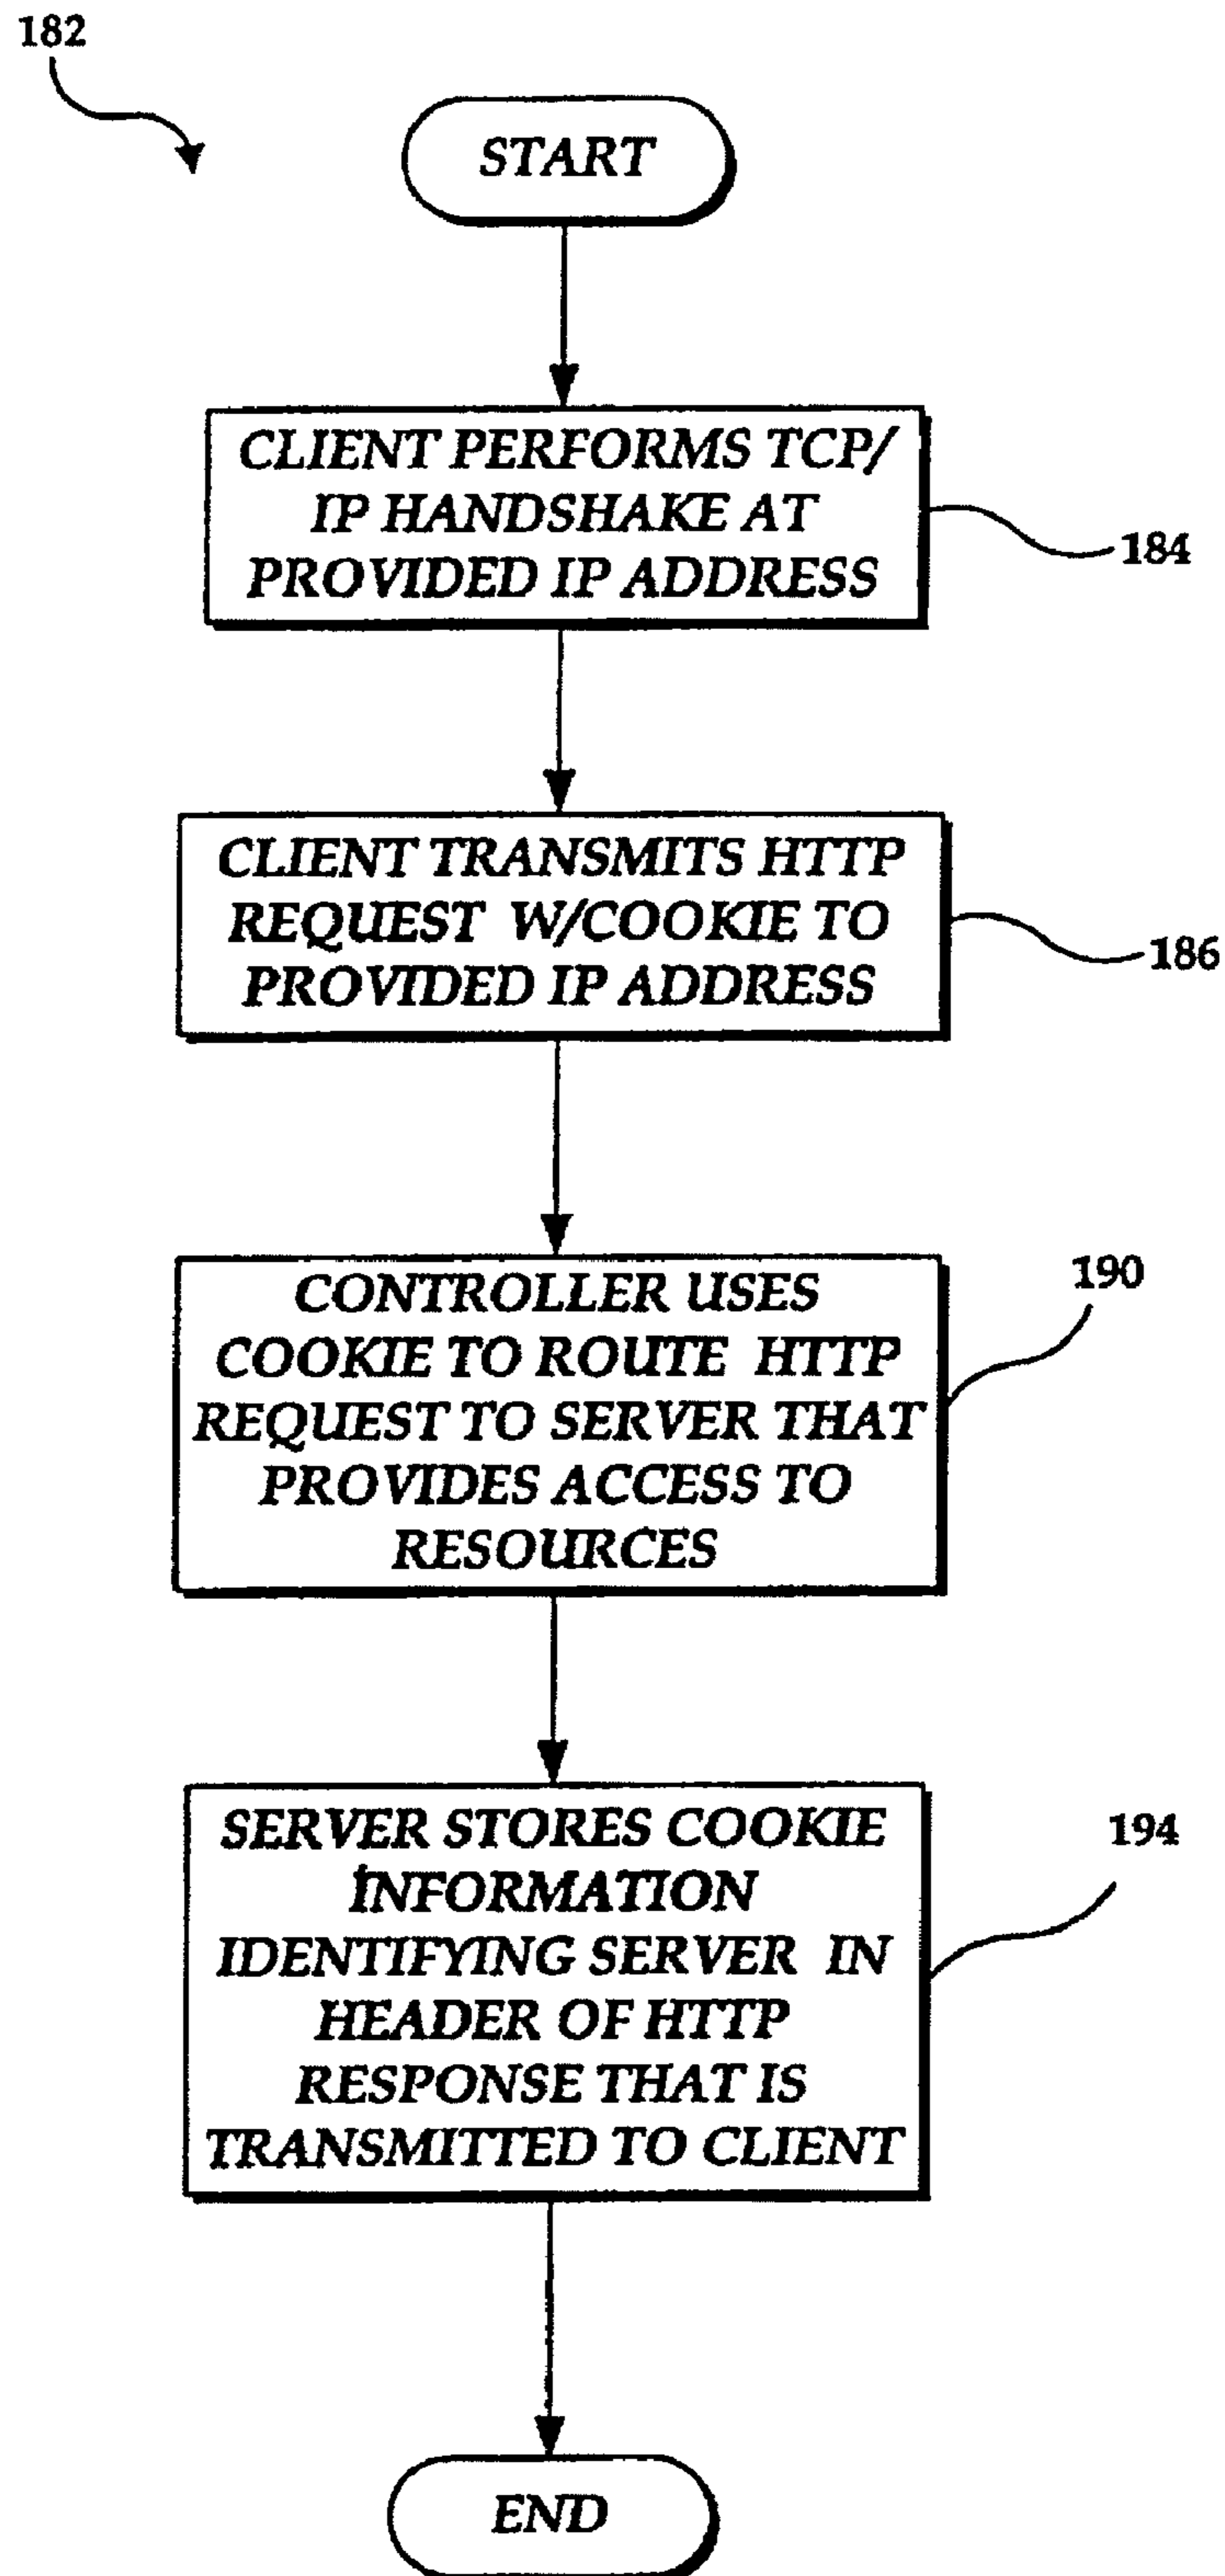 182
START
CLIENT PERFORMS TCP/
IP HANDSHAKE AT
PROVIDED IP ADDRESS
184
CLIENT TRANSMITS HTTP
REQUEST W/COOKIE TO
PROVIDED IP ADDRESS
186
CONTROLLER USES
COOKIE TO ROUTE HTTP
REQUEST TO SERVER THAT
PROVIDES ACCESS TO
RESOURCES
190
SERVER STORES COOKIE
INFORMATION
IDENTIFYING SERVER IN
HEADER OF HTTP
RESPONSE THAT IS
TRANSMITTED TO CLIENT
194
END